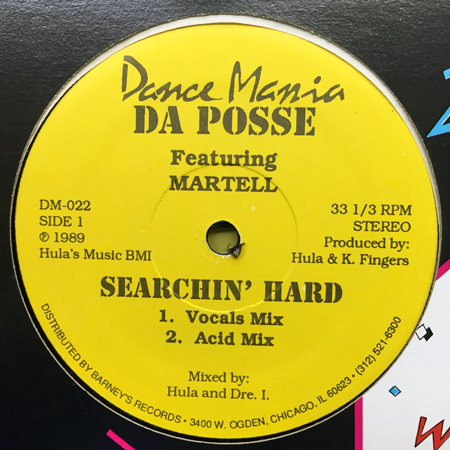 Dance Mania
DA POSSE
Featuring
MARTELL
DM-022
SIDE 1
℗ 1989
Hula's Music BMI
33 1/3 RPM
STEREO
Produced by:
Hula & K. Fingers
SEARCHIN' HARD
1. Vocals Mix
2. Acid Mix
Mixed by:
Hula and Dre. I.
DISTRIBUTED BY BARNEY'S RECORDS • 3400 W. OGDEN, CHICAGO, IL 60623 • (312) 521-6300